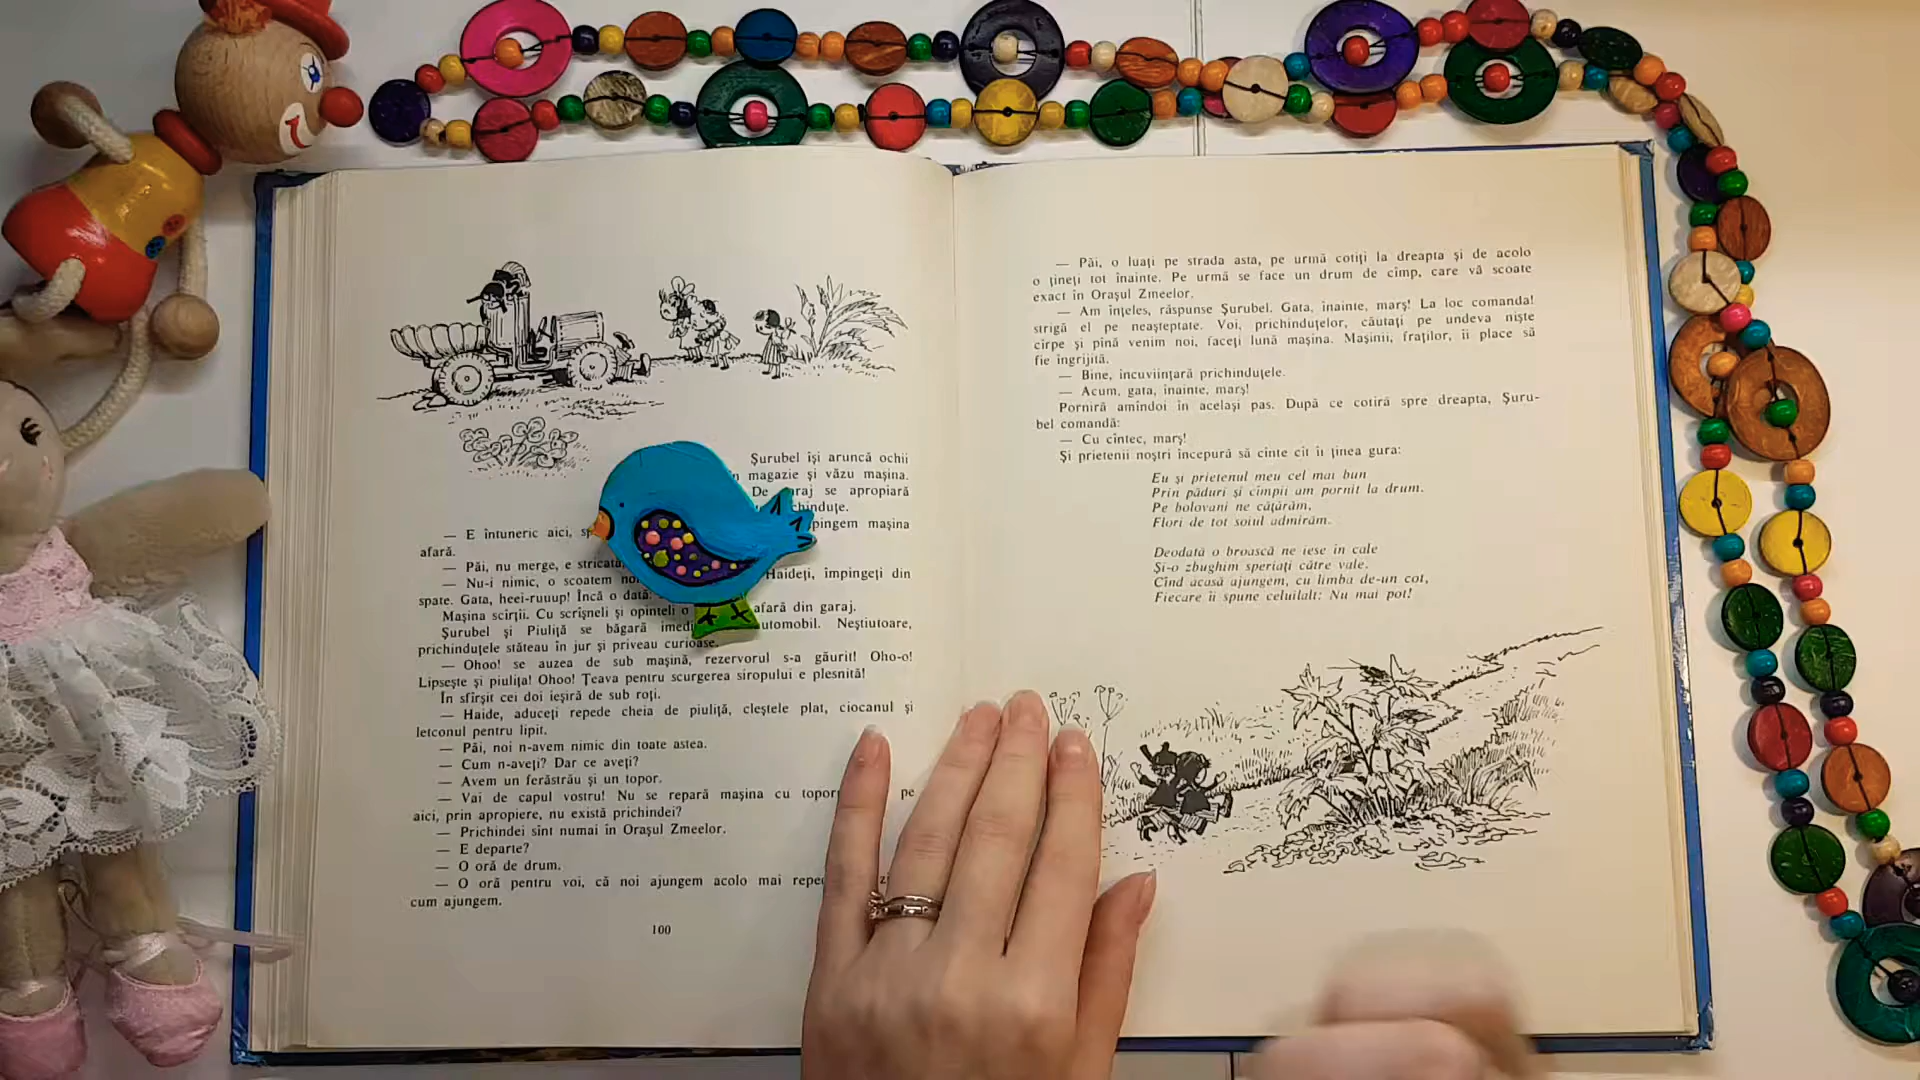 Șurubel își aruncă ochii
magazie și văzu mașina.
De se apropiară
pingem mașina
— E întuneric aici,
afară.
— Păi, nu merge, e stricată,
— Nu-i nimic, o scoatem Haideți, împingeți din
spate. Gata, heei-ruuup! Încă o dată:
Mașina scîrțîi. Cu scrîșneli și opinteli o afară din garaj.
Șurubel și Piuliță se băgară automobil. Neștiutoare,
prichinduțele stăteau în jur și priveau curioase.
— Ohoo! se auzea de sub mașină, rezervorul s-a găurit! Oho-o!
Lipsește și piulița! Ohoo! Țeava pentru scurgerea siropului e plesnită!
În sfîrșit cei doi ieșiră de sub roți.
— Haide, aduceți repede cheia de piuliță, cleștele plat, ciocanul și
letconul pentru lipit.
— Păi, noi n-avem nimic din toate astea.
— Cum n-aveți? Dar ce aveți?
— Avem un ferăstrău și un topor.
— Vai de capul vostru! Nu se repară mașina cu topor pe
aici, prin apropiere, nu există prichindei?
— Prichindei sînt numai în Orașul Zmeelor.
— E departe?
— O oră de drum.
— O oră pentru voi, că noi ajungem acolo mai
cum ajungem.
100
— Păi, o luați pe strada asta, pe urmă cotiți la dreapta și de acolo
o țineți tot înainte. Pe urmă se face un drum de cîmp, care vă scoate
exact în Orașul Zmeelor.
— Am înțeles, răspunse Șurubel. Gata, înainte, marș! La loc comanda!
strigă el pe neașteptate. Voi, prichinduțelor, căutați pe undeva niște
cîrpe și pînă venim noi, faceți lună mașina. Mașinii, fraților, îi place să
fie îngrijită.
— Bine, încuviințară prichinduțele.
— Acum, gata, înainte, marș!
Porniră amîndoi în același pas. După ce cotiră spre dreapta, Șuru-
bel comandă:
— Cu cîntec, marș!
Și prietenii noștri începură să cînte cît îi ținea gura:
Eu și prietenul meu cel mai bun
Prin păduri și cîmpii am pornit la drum.
Pe bolovani ne cățărăm,
Flori de tot soiul admirăm.
Deodată o broască ne iese în cale
Și-o zbughim speriați către vale.
Cînd acasă ajungem, cu limba de-un cot,
Fiecare îi spune celuilalt: Nu mai pot!